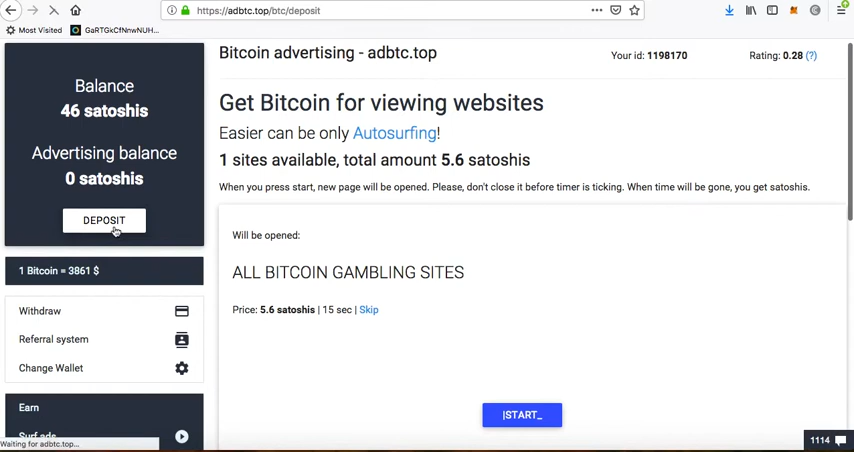 https://adbtc.top/btc/deposit
Most Visited
GaRTGkCfNnwNUH...
Balance
46 satoshis
Advertising balance
0 satoshis
DEPOSIT
1 Bitcoin = 3861 $
Withdraw
Referral system
Change Wallet
Earn
Surf ads
Waiting for adbtc.top...
Bitcoin advertising - adbtc.top
Your id: 1198170
Rating: 0.28 (?)
Get Bitcoin for viewing websites
Easier can be only Autosurfing!
1 sites available, total amount 5.6 satoshis
When you press start, new page will be opened. Please, don't close it before timer is ticking. When time will be gone, you get satoshis.
Will be opened:
ALL BITCOIN GAMBLING SITES
Price: 5.6 satoshis | 15 sec | Skip
|START_
1114